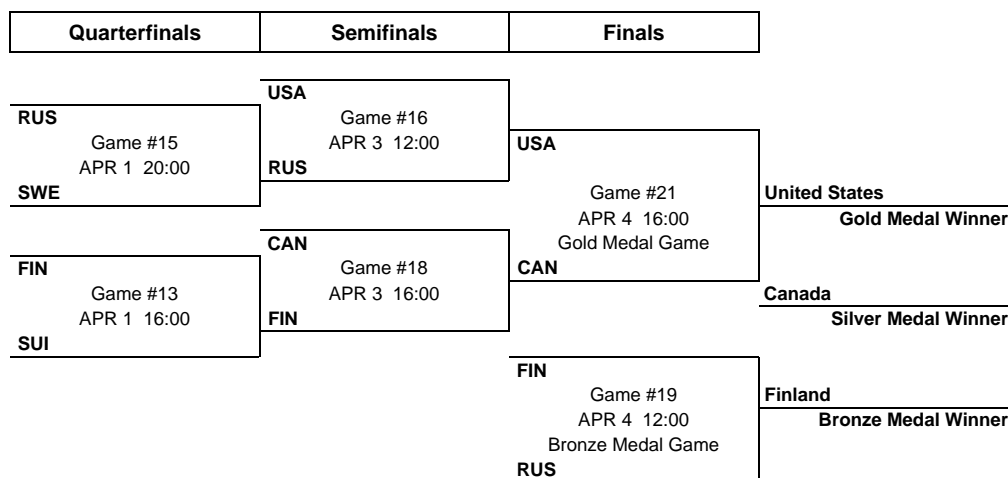 Quarterfinals
Semifinals
Finals
RUS
Game #15
APR 1 20:00
SWE
FIN
Game #13
APR 1 16:00
SUI
USA
Game #16
APR 3 12:00
RUS
CAN
Game #18
APR 3 16:00
FIN
USA
Game #21
APR 4 16:00
Gold Medal Game
CAN
FIN
Game #19
APR 4 12:00
Bronze Medal Game
RUS
United States
Gold Medal Winner
Canada
Silver Medal Winner
Finland
Bronze Medal Winner